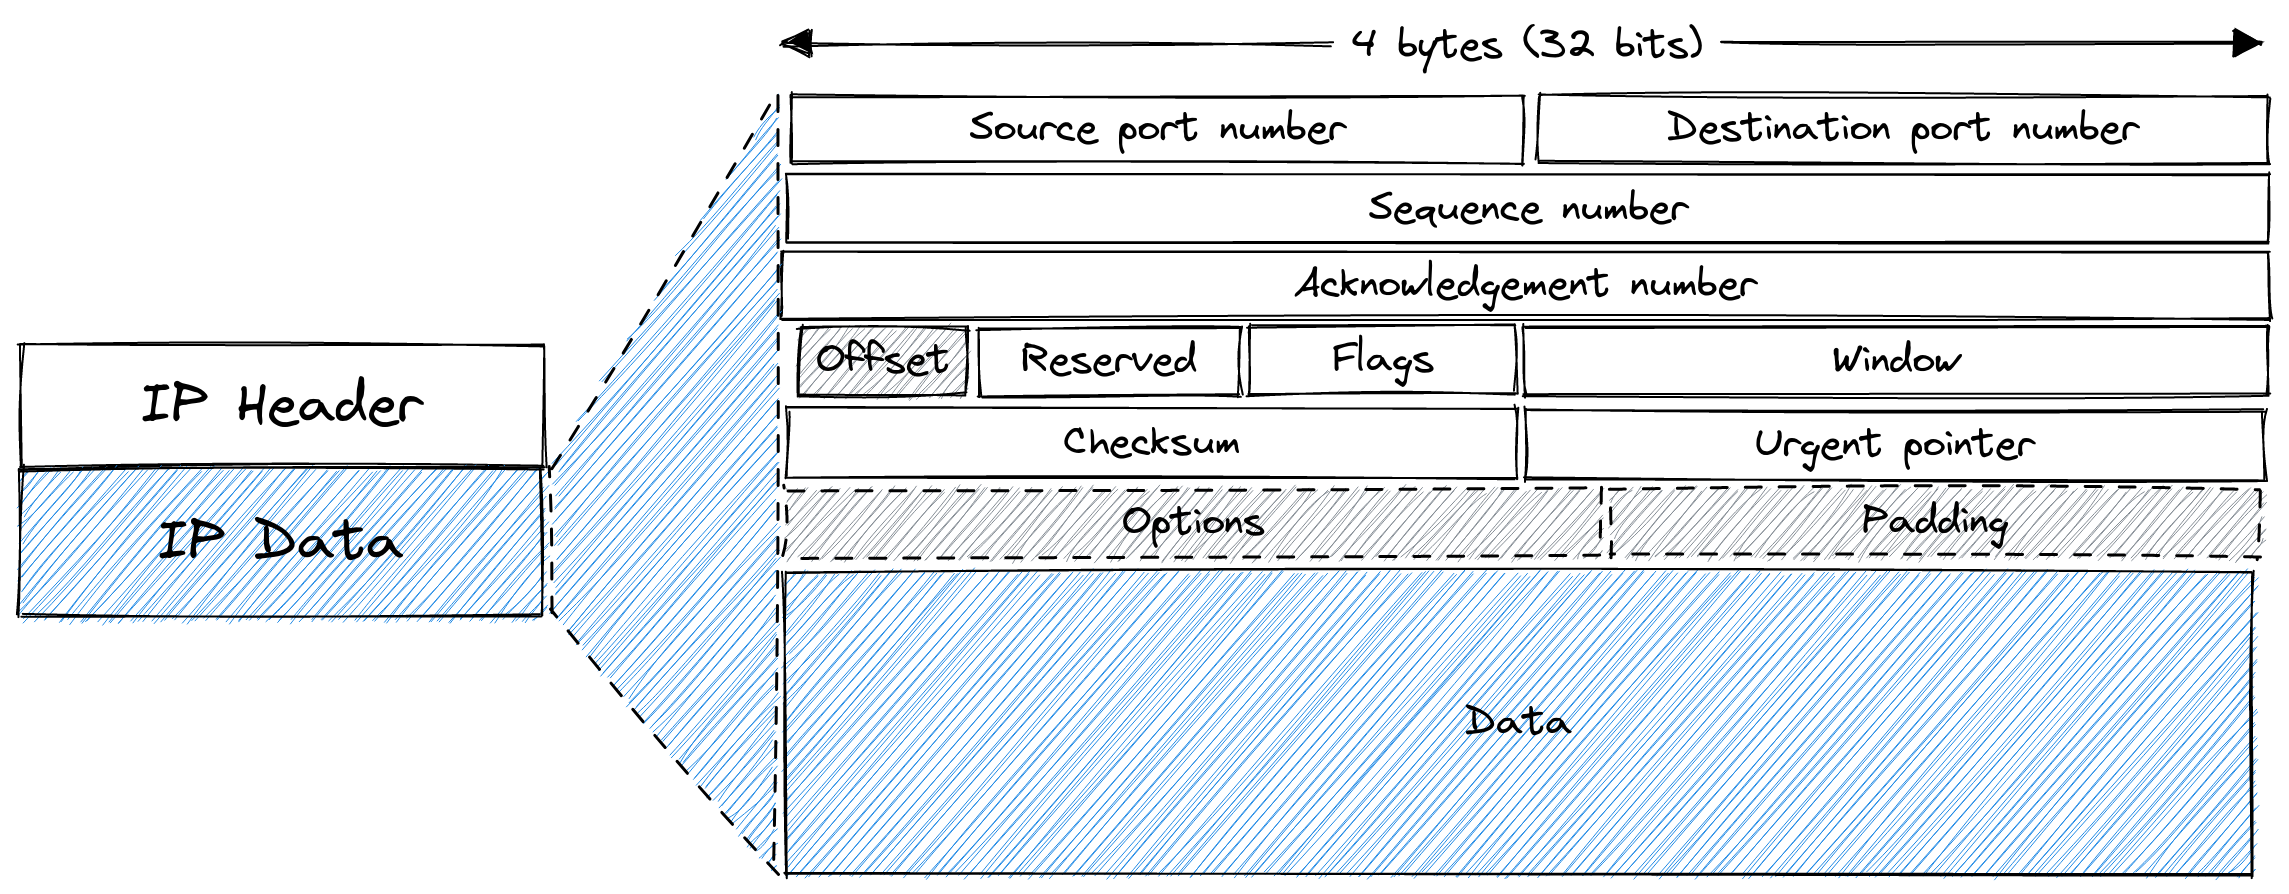 4 bytes (32 bits)
Source port number
Destination port number
Sequence number
Acknowledgement number
Offset
Reserved
Flags
Window
Checksum
Urgent pointer
Options
Padding
Data
IP Header
IP Data